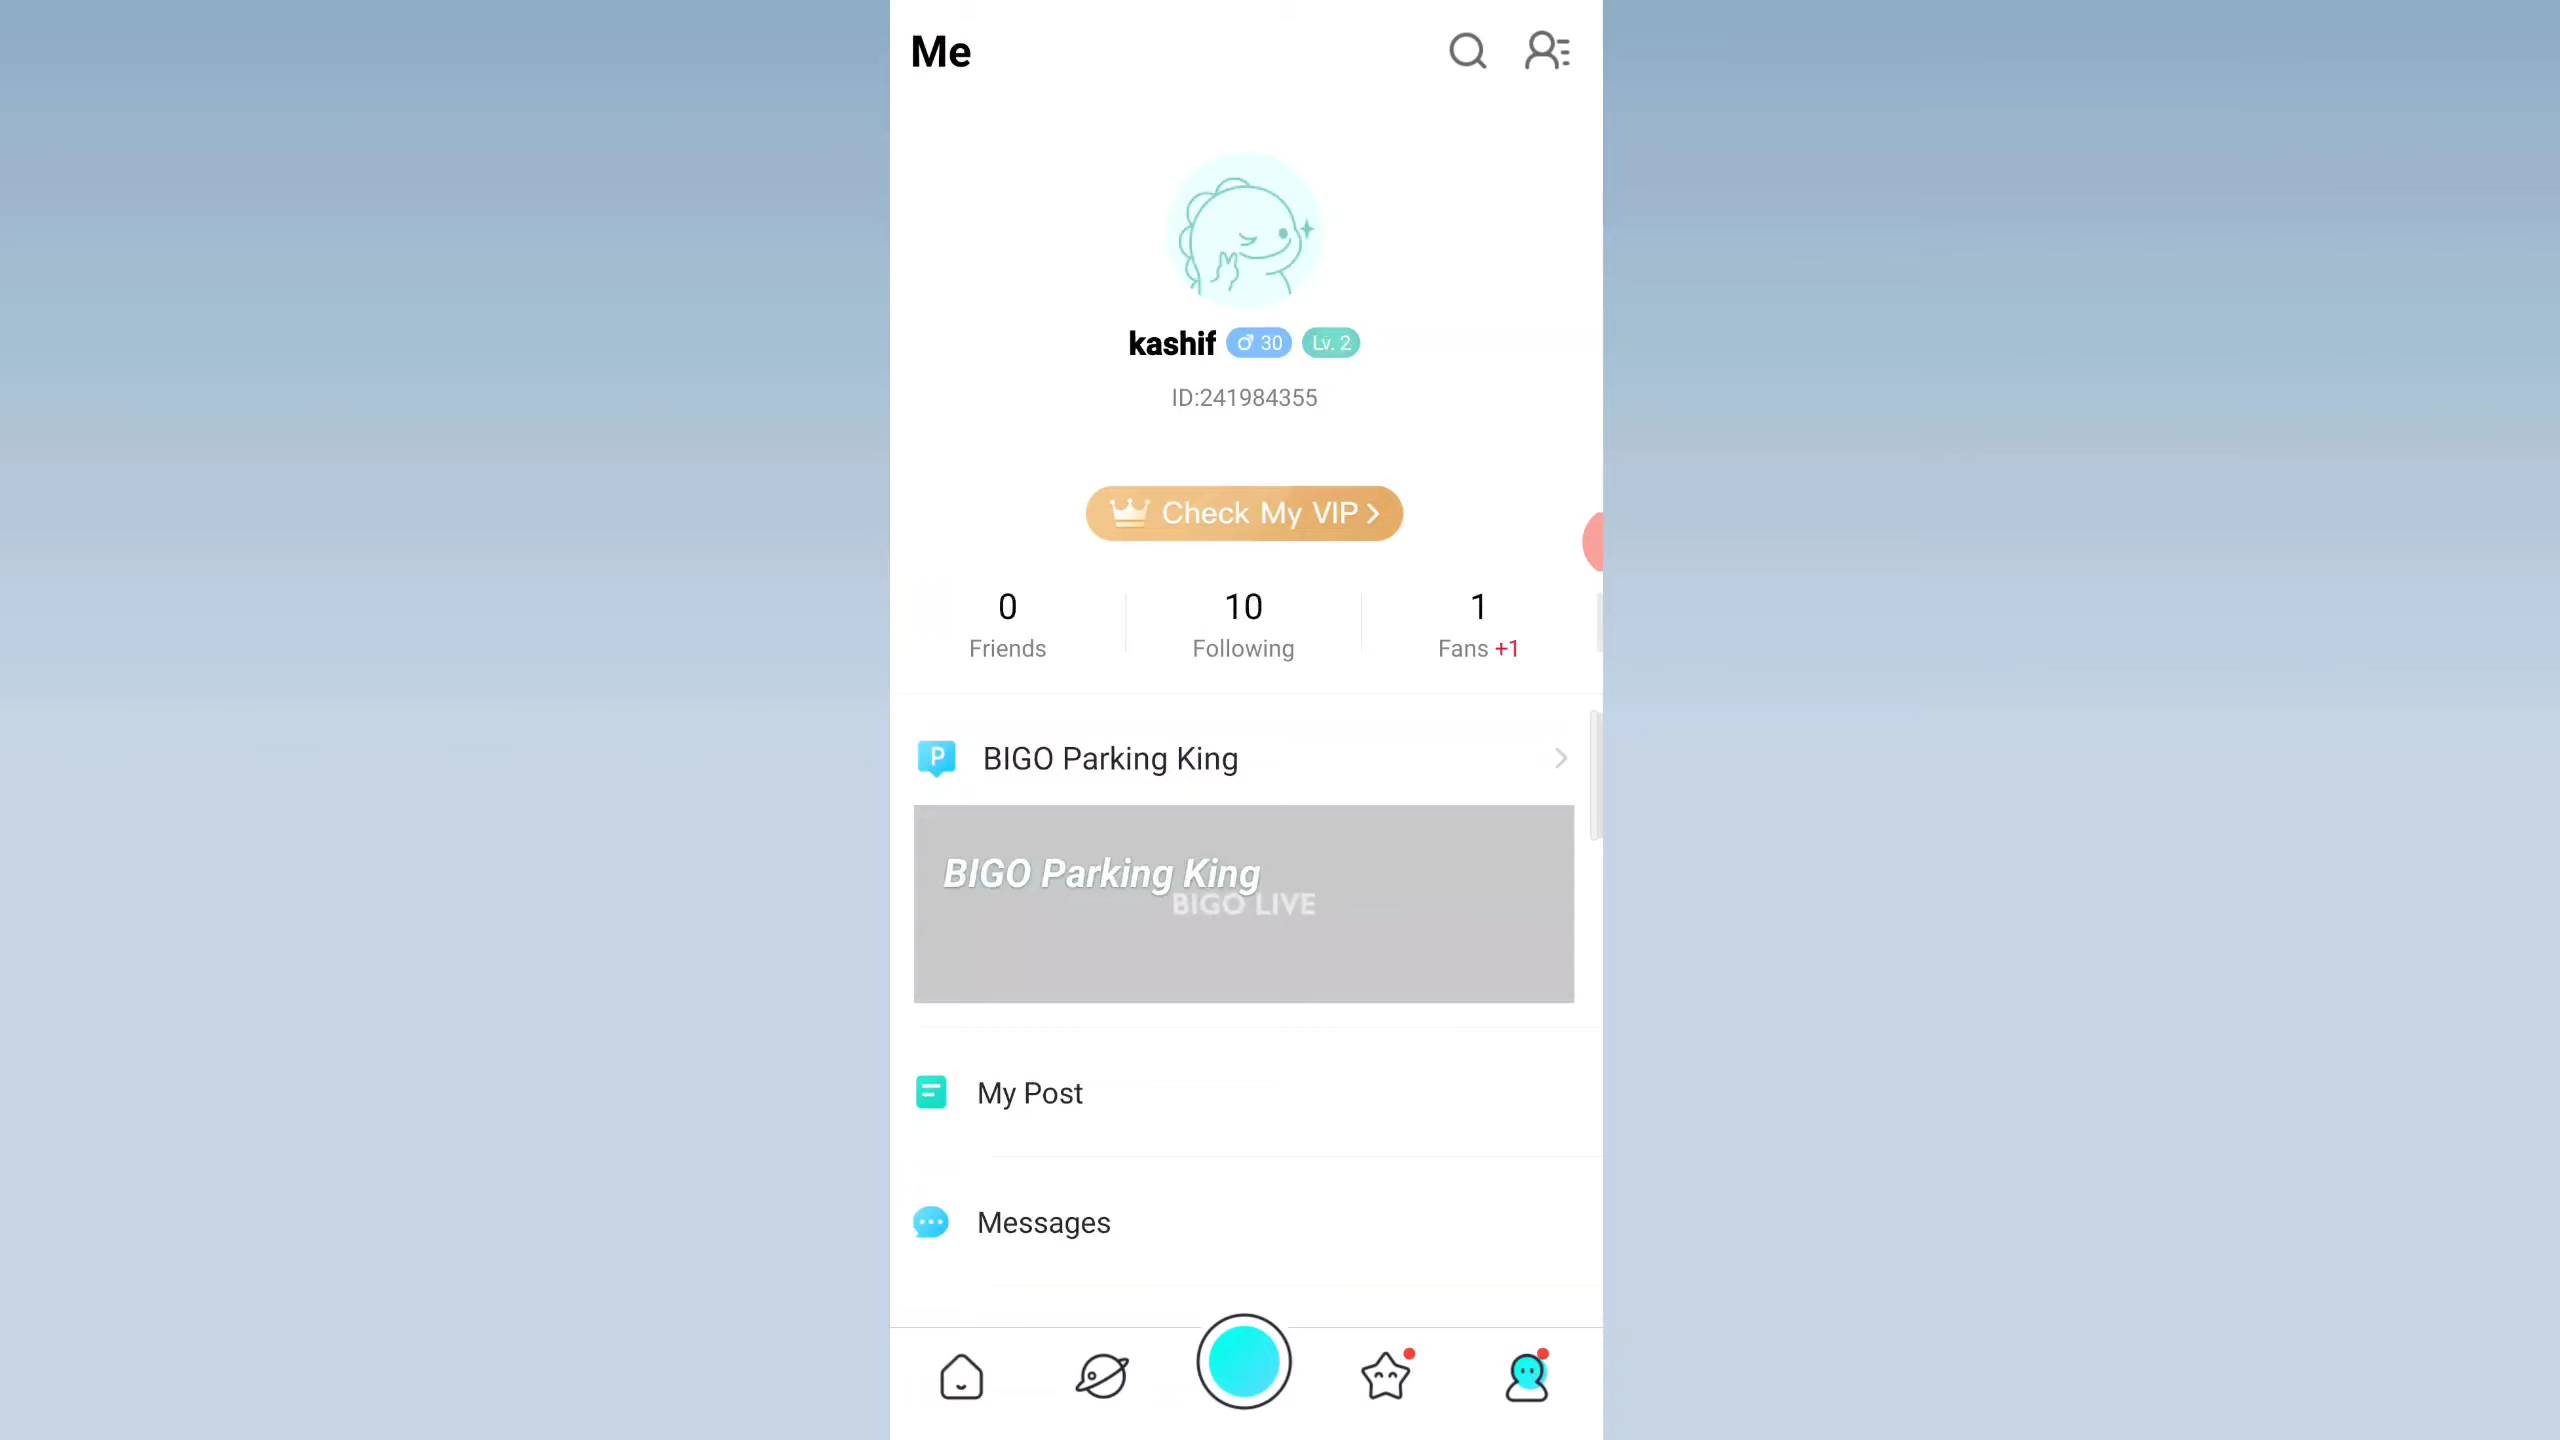 Me
kashif 30 Lv. 2
ID:241984355
Check My VIP
0 10 1
Friends Following Fans +1
P BIGO Parking King
BIGO Parking King
BIGO LIVE
My Post
Messages